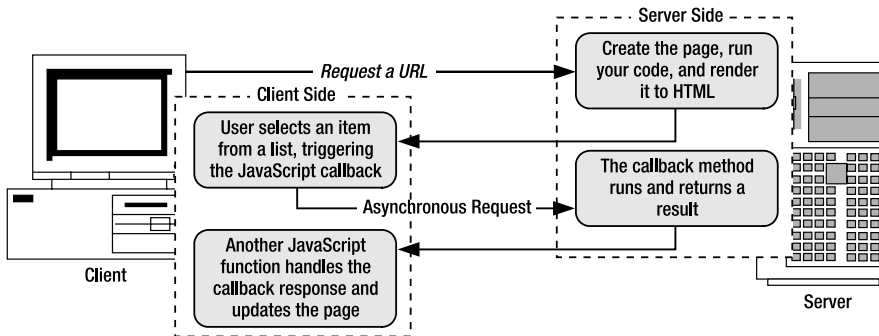 Server Side
Create the page, run
your code, and render
it to HTML
Request a URL
Client Side
User selects an item
from a list, triggering
the JavaScript callback
The callback method
runs and returns a
result
Asynchronous Request
Another JavaScript
function handles the
callback response and
updates the page
Client
Server